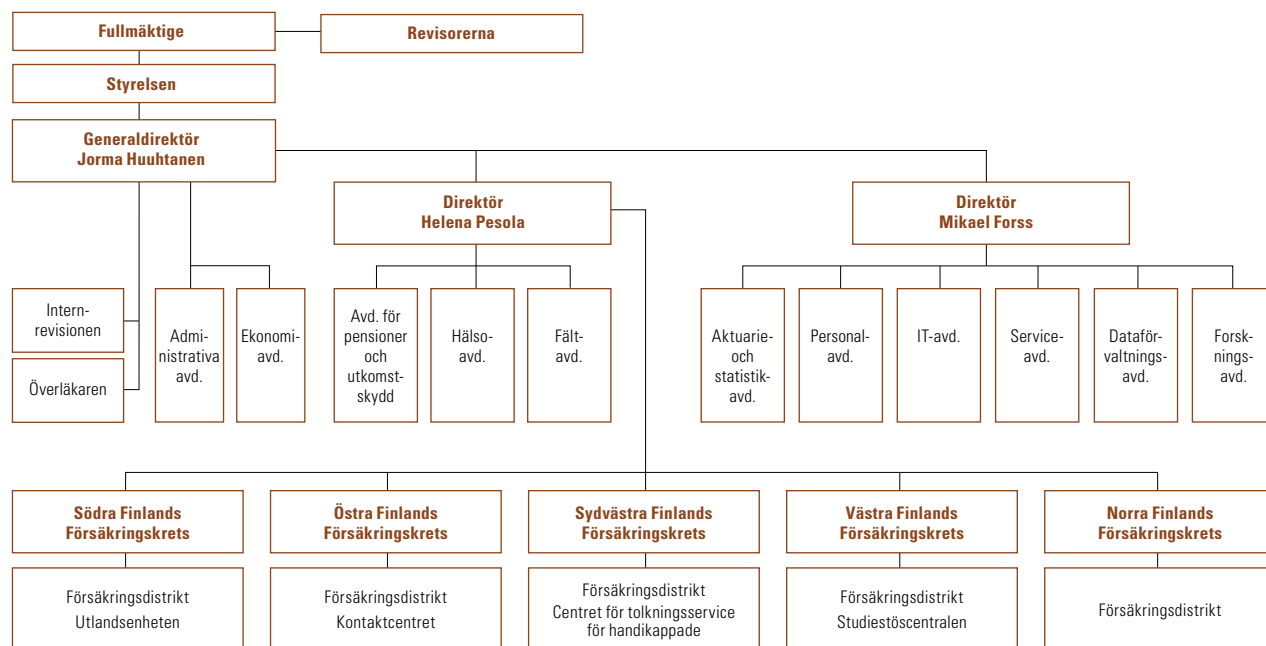 Fullmäktige
Revisorerna
Styrelsen
Generaldirektör
Jorma Huuhtanen
Direktör
Helena Pesola
Direktör
Mikael Forss
Intern-
revisionen
Överläkaren
Admi-
nistrativa
avd.
Ekonomi-
avd.
Avd. för
pensioner
och
utkomst-
skydd
Hälso-
avd.
Fält-
avd.
Aktuarie-
och
statistik-
avd.
Personal-
avd.
IT-avd.
Service-
avd.
Dataför-
valtnings-
avd.
Forsk-
nings-
avd.
Södra Finlands
Försäkringskrets
Östra Finlands
Försäkringskrets
Sydvästra Finlands
Försäkringskrets
Västra Finlands
Försäkringskrets
Norra Finlands
Försäkringskrets
Försäkringsdistrikt
Utlandsenheten
Försäkringsdistrikt
Kontaktcentret
Försäkringsdistrikt
Centret för tolkningsservice
för handikappade
Försäkringsdistrikt
Studiestöscentralen
Försäkringsdistrikt